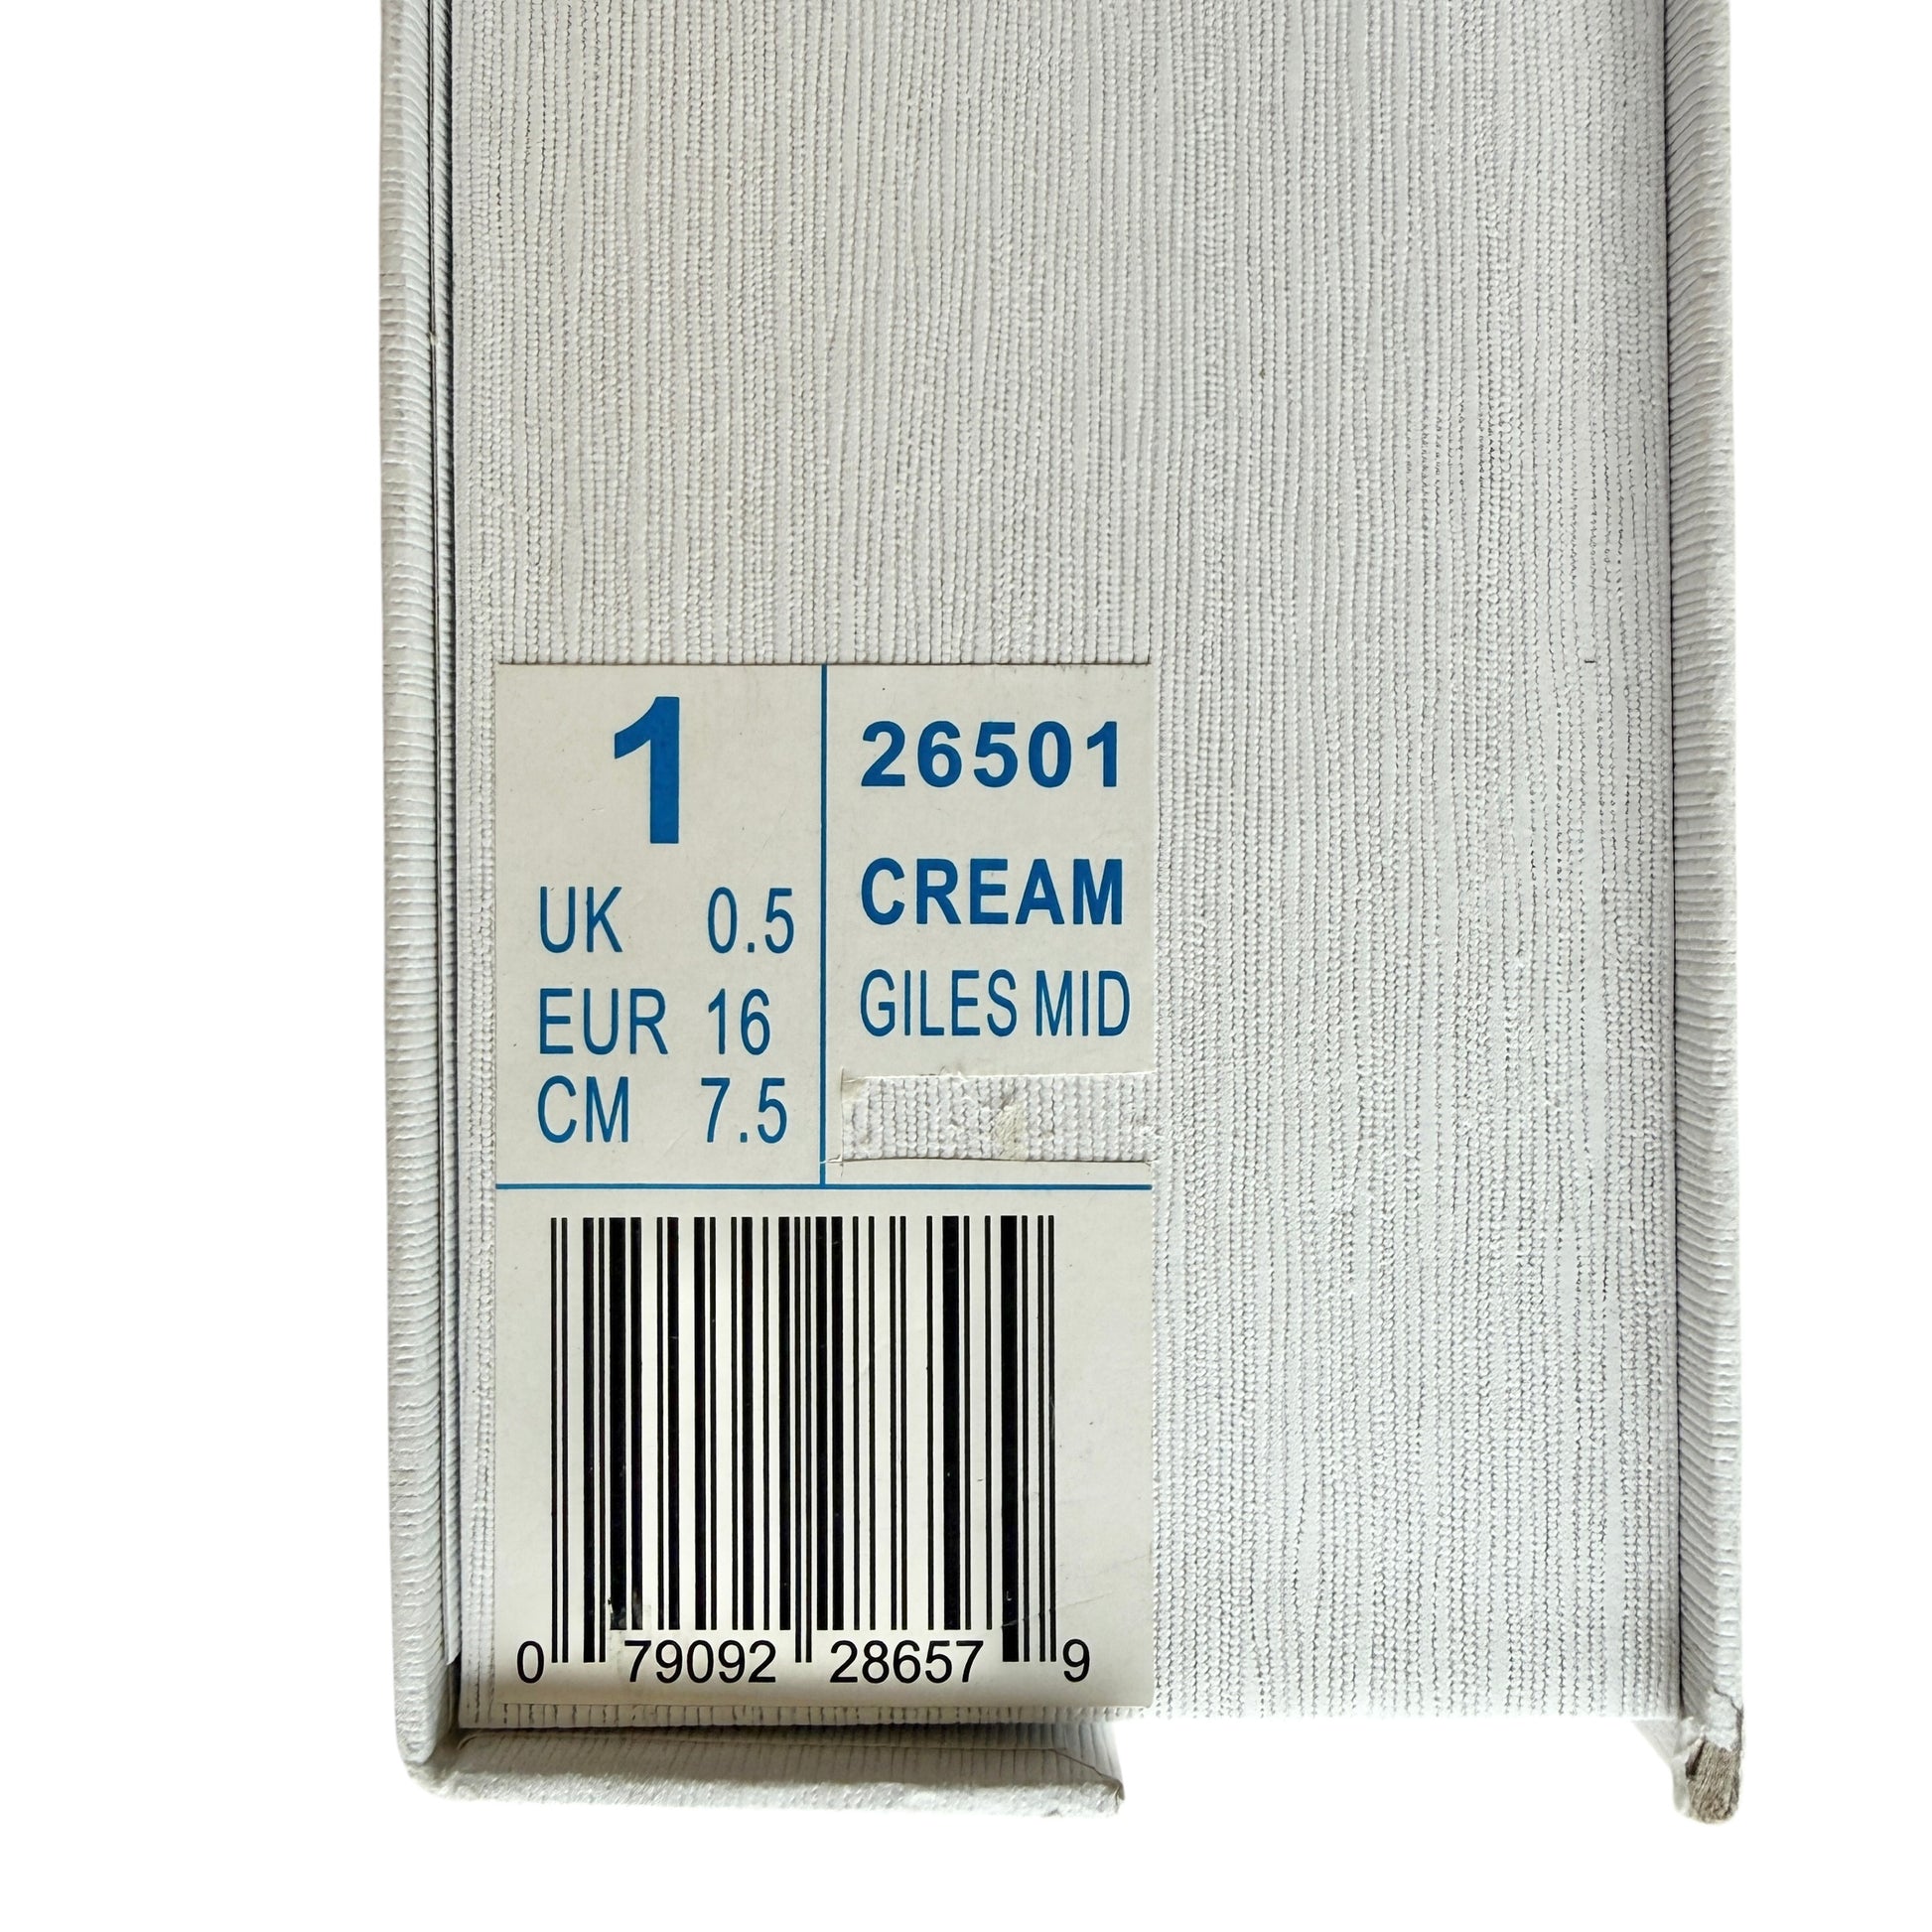 1
UK 0.5
EUR 16
CM 7.5
26501
CREAM
GILES MID
0 79092 28657 9